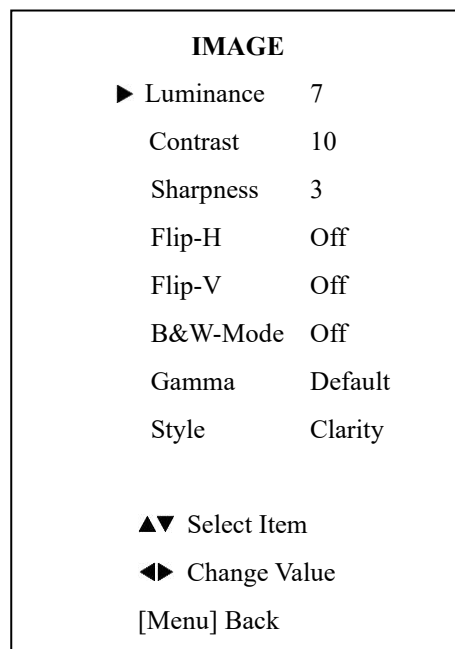 IMAGE
▶ Luminance 7
Contrast 10
Sharpness 3
Flip-H Off
Flip-V Off
B&W-Mode Off
Gamma Default
Style Clarity
▲▼ Select Item
◀▶ Change Value
[Menu] Back